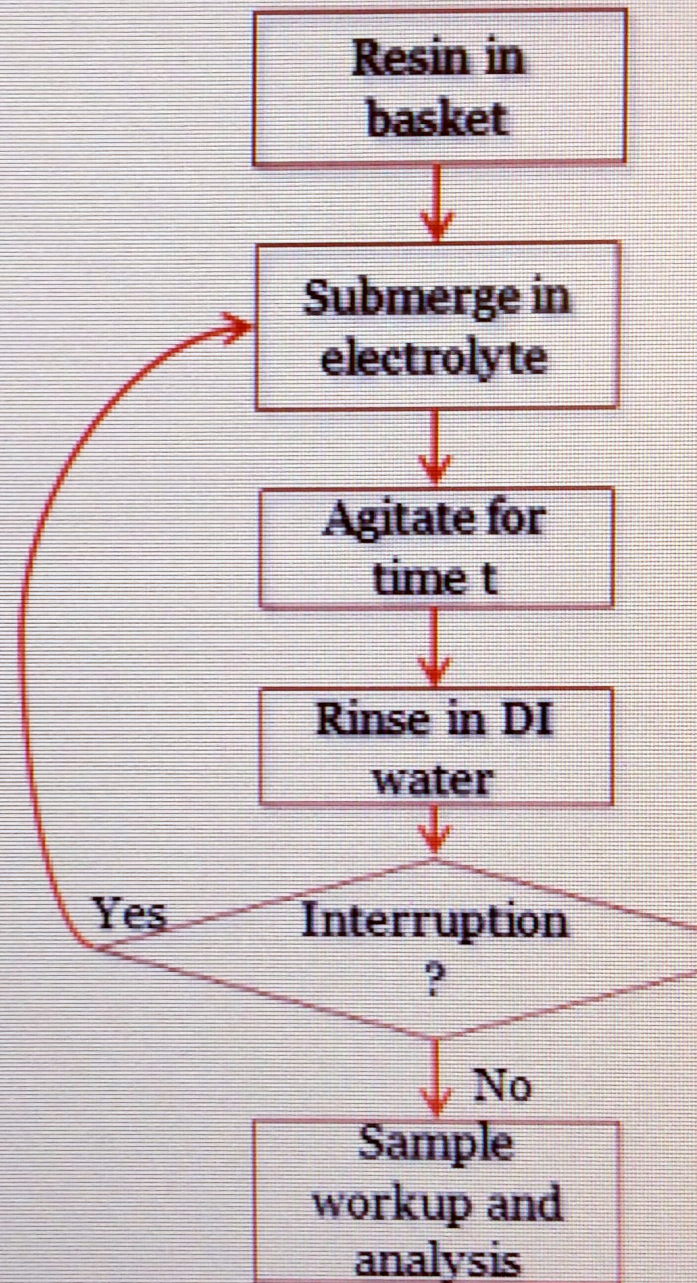 Resin in
basket
Submerge in
electrolyte
Agitate for
time t
Rinse in DI
water
Yes
Interruption
?
No
Sample
workup and
analysis